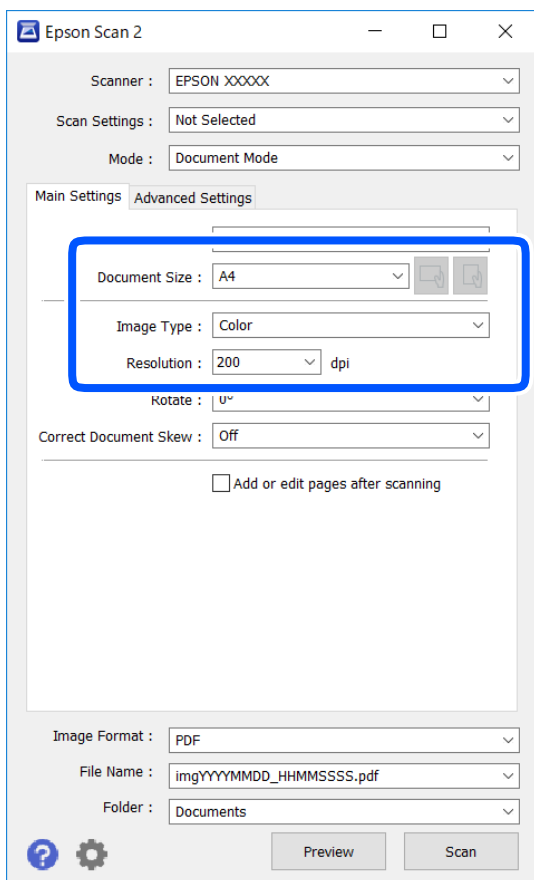 Epson Scan 2
Scanner : EPSON XXXXX
Scan Settings : Not Selected
Mode : Document Mode
Main Settings Advanced Settings
Document Size : A4
Image Type : Color
Resolution : 200 dpi
Rotate : 0°
Correct Document Skew : Off
Add or edit pages after scanning
Image Format : PDF
File Name : imgYYYYMMDD_HHMMSSSS.pdf
Folder : Documents
? Preview Scan